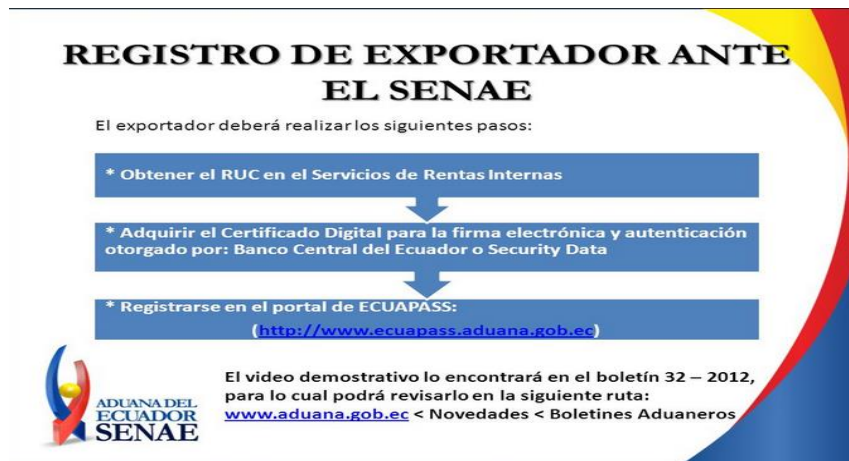 REGISTRO DE EXPORTADOR ANTE
EL SENAE
El exportador deberá realizar los siguientes pasos:
* Obtener el RUC en el Servicios de Rentas Internas
* Adquirir el Certificado Digital para la firma electrónica y autenticación
otorgado por: Banco Central del Ecuador o Security Data
* Registrarse en el portal de ECUAPASS:
(http://www.ecuapass.aduana.gob.ec)
El video demostrativo lo encontrará en el boletín 32 – 2012,
para lo cual podrá revisarlo en la siguiente ruta:
www.aduana.gob.ec < Novedades < Boletines Aduaneros
ADUANA DEL
ECUADOR
SENAE